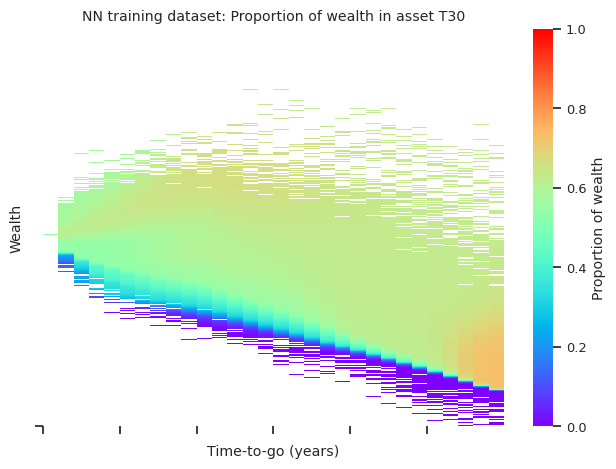 NN training dataset: Proportion of wealth in asset T30
1.0
0.8
0.6
0.4
0.2
0.0
Proportion of wealth
Wealth
Time-to-go (years)